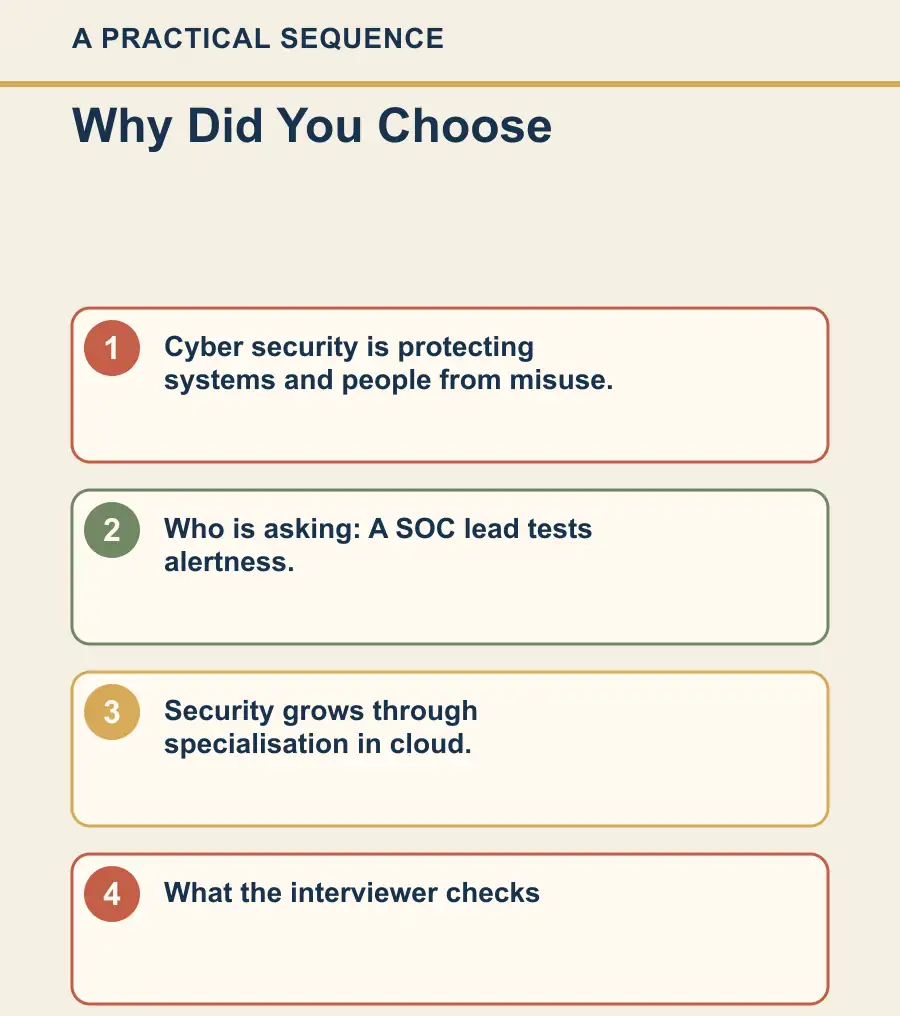 A PRACTICAL SEQUENCE
Why Did You Choose
1
Cyber security is protecting
systems and people from misuse.
2
Who is asking: A SOC lead tests
alertness.
3
Security grows through
specialisation in cloud.
4
What the interviewer checks